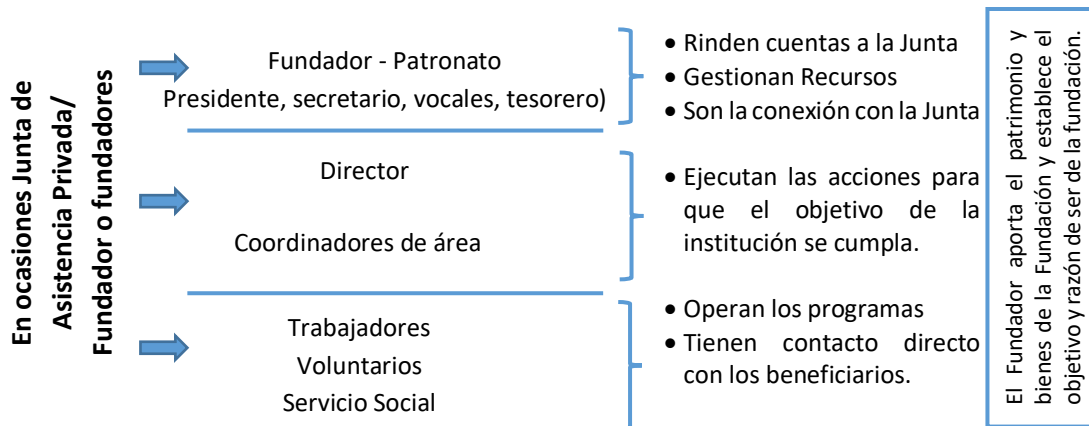 En ocasiones Junta de
Asistencia Privada/
Fundador o fundadores
Fundador - Patronato
Presidente, secretario, vocales, tesorero)
• Rinden cuentas a la Junta
• Gestionan Recursos
• Son la conexión con la Junta
Director
Coordinadores de área
• Ejecutan las acciones para
que el objetivo de la
institución se cumpla.
Trabajadores
Voluntarios
Servicio Social
• Operan los programas
• Tienen contacto directo
con los beneficiarios.
El Fundador aporta el patrimonio y
bienes de la Fundación y establece el
objetivo y razón de ser de la fundación.